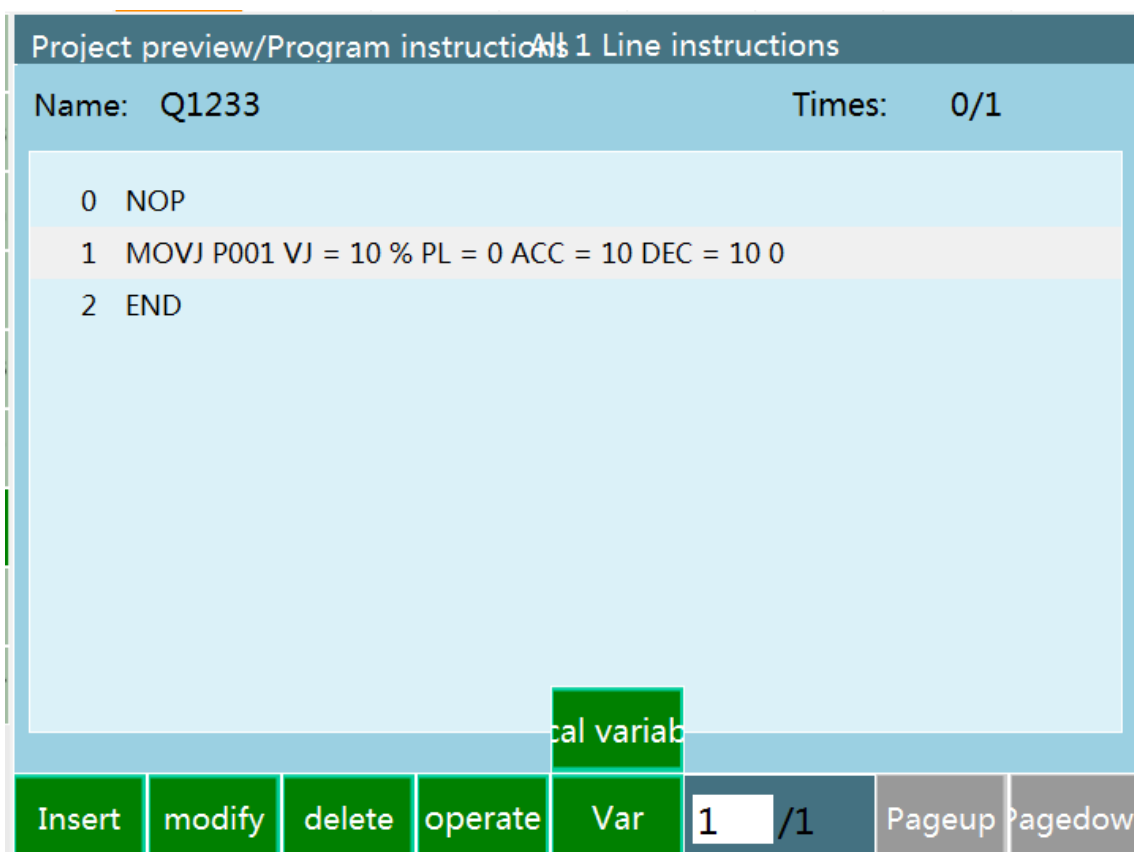 Project preview/Program instructions All 1 Line instructions
Name: Q1233 Times: 0/1
0 NOP
1 MOVJ P001 VJ = 10 % PL = 0 ACC = 10 DEC = 10 0
2 END
cal variab
Insert modify delete operate Var 1 /1 Pageup Pagedow